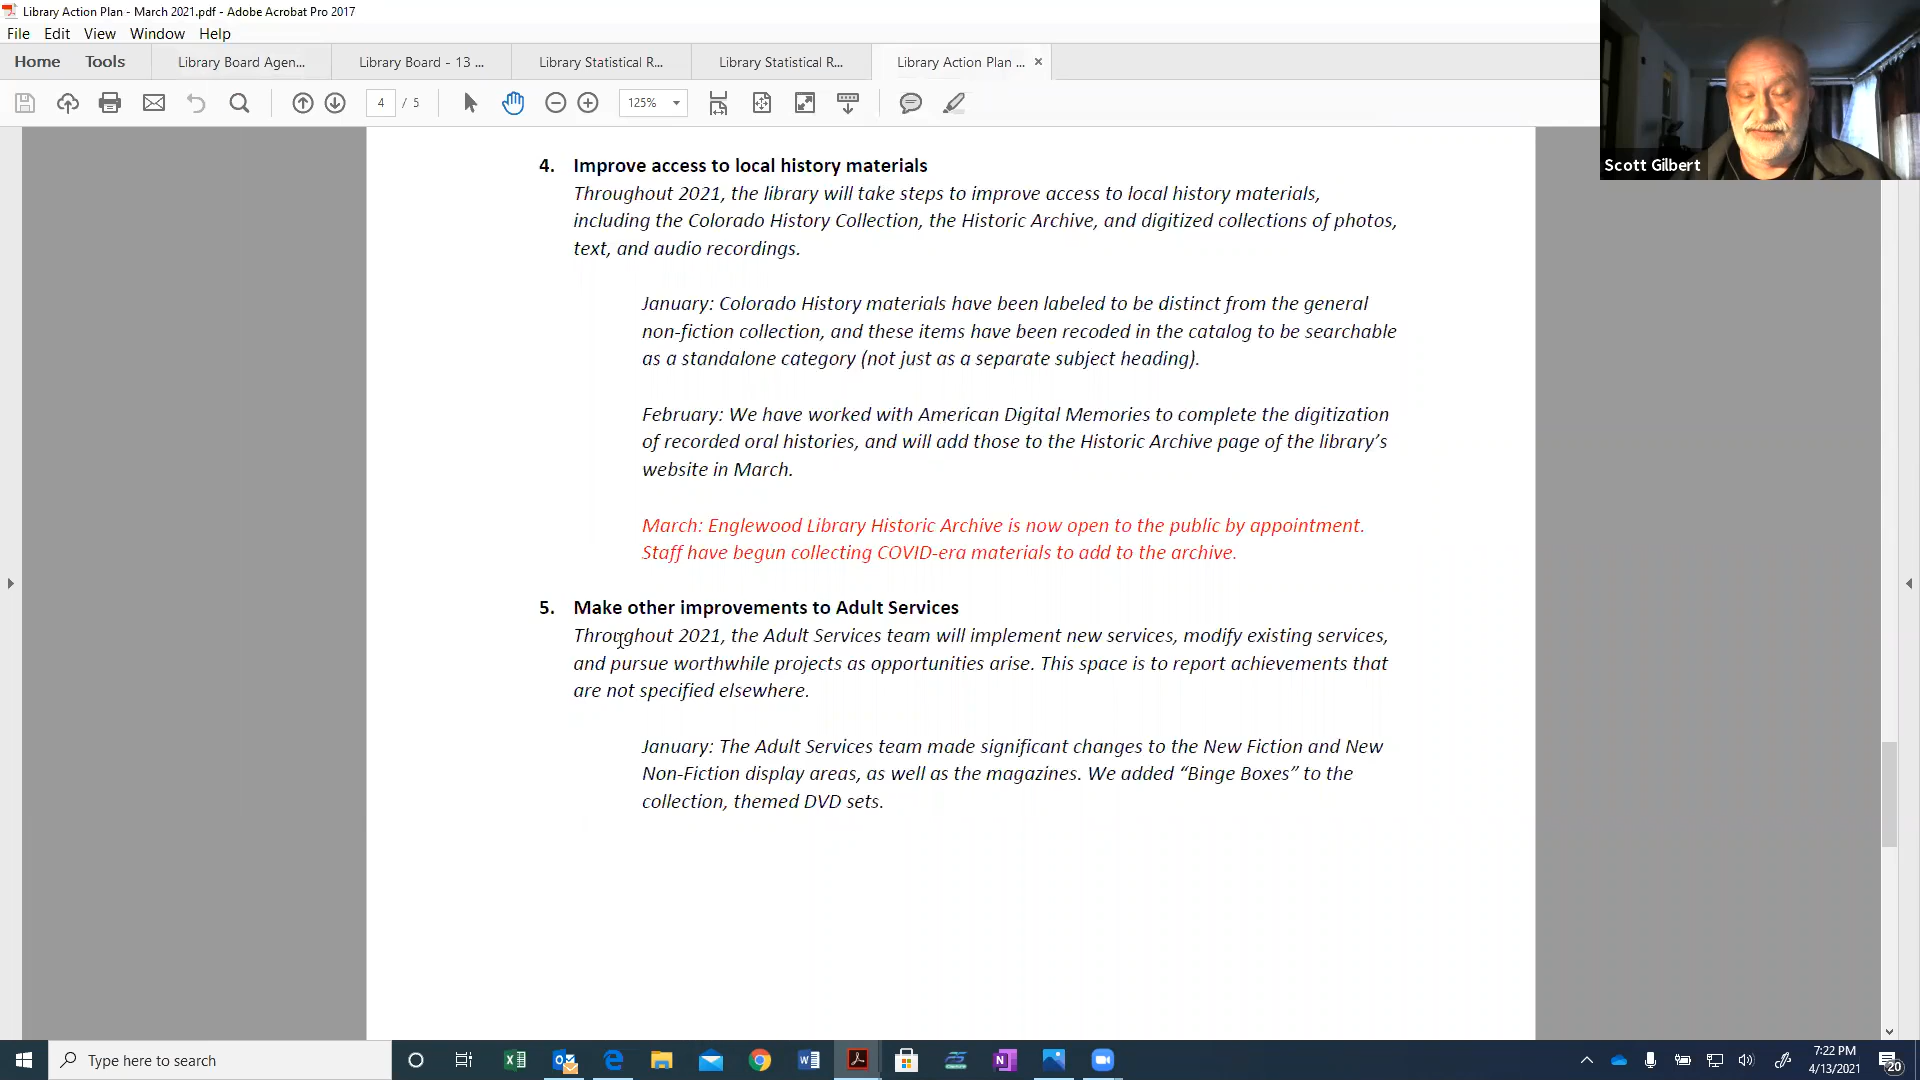 Library Action Plan - March 2021.pdf - Adobe Acrobat Pro 2017
File Edit View Window Help
Home Tools Library Board Agen... Library Board - 13 ... Library Statistical R... Library Statistical R... Library Action Plan ... ×
4 / 5 125%
Scott Gilbert
4. Improve access to local history materials
Throughout 2021, the library will take steps to improve access to local history materials,
including the Colorado History Collection, the Historic Archive, and digitized collections of photos,
text, and audio recordings.
January: Colorado History materials have been labeled to be distinct from the general
non-fiction collection, and these items have been recoded in the catalog to be searchable
as a standalone category (not just as a separate subject heading).
February: We have worked with American Digital Memories to complete the digitization
of recorded oral histories, and will add those to the Historic Archive page of the library’s
website in March.
March: Englewood Library Historic Archive is now open to the public by appointment.
Staff have begun collecting COVID-era materials to add to the archive.
5. Make other improvements to Adult Services
Throughout 2021, the Adult Services team will implement new services, modify existing services,
and pursue worthwhile projects as opportunities arise. This space is to report achievements that
are not specified elsewhere.
January: The Adult Services team made significant changes to the New Fiction and New
Non-Fiction display areas, as well as the magazines. We added “Binge Boxes” to the
collection, themed DVD sets.
Type here to search
7:22 PM
4/13/2021
20